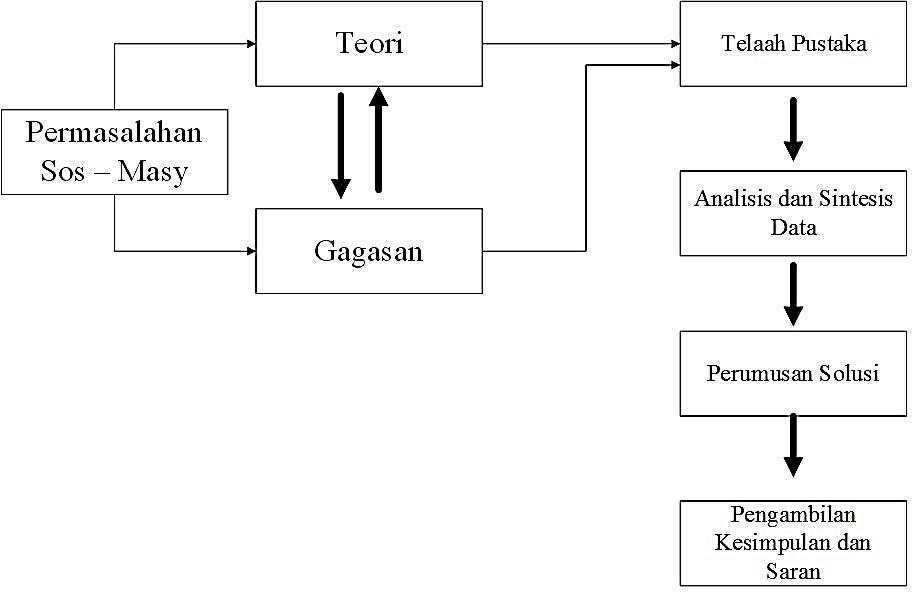 Teori
Telaah Pustaka
Permasalahan
Sos – Masy
Gagasan
Analisis dan Sintesis
Data
Perumusan Solusi
Pengambilan
Kesimpulan dan
Saran